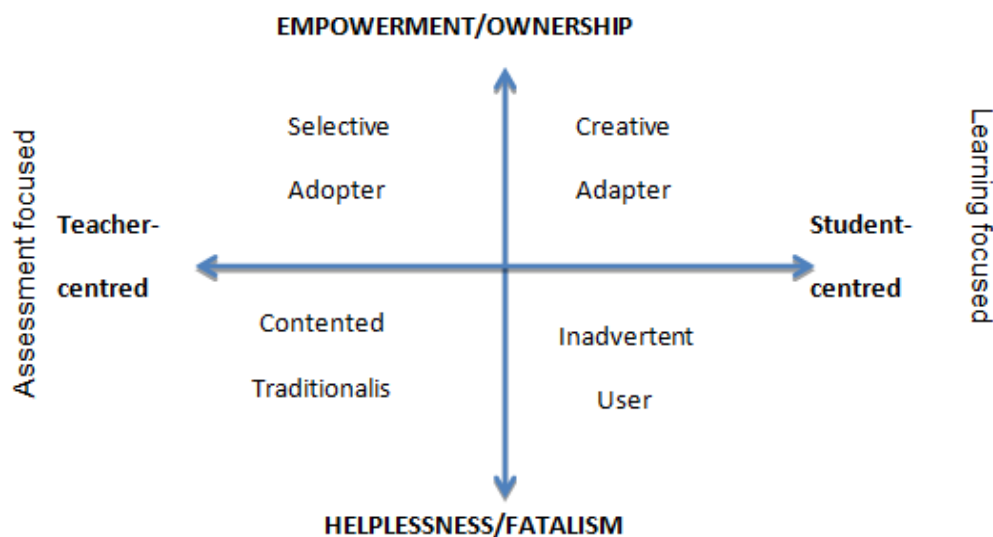 EMPOWERMENT/OWNERSHIP
Selective
Adopter
Creative
Adapter
Assessment focused
Teacher-
centred
Student-
centred
Learning focused
Contented
Traditionalis
Inadvertent
User
HELPLESSNESS/FATALISM